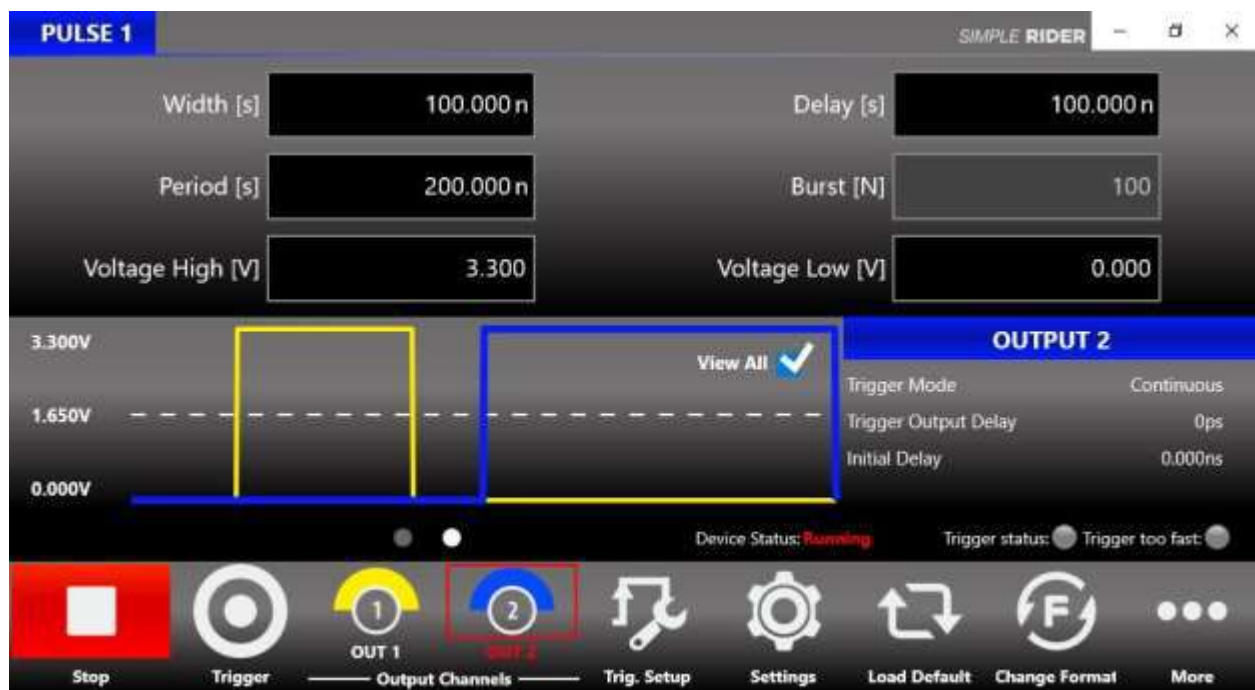 PULSE 1 SIMPLE RIDER
Width [s] 100.000 n Delay [s] 100.000 n
Period [s] 200.000 n Burst [N] 100
Voltage High [V] 3.300 Voltage Low [V] 0.000
3.300V View All OUTPUT 2
Trigger Mode Continuous
1.650V Trigger Output Delay 0ps
Initial Delay 0.000ns
0.000V
Device Status: Running Trigger status: Trigger too fast:
1 2 F
OUT 1 OUT 2
Stop Trigger Output Channels Trig. Setup Settings Load Default Change Format More